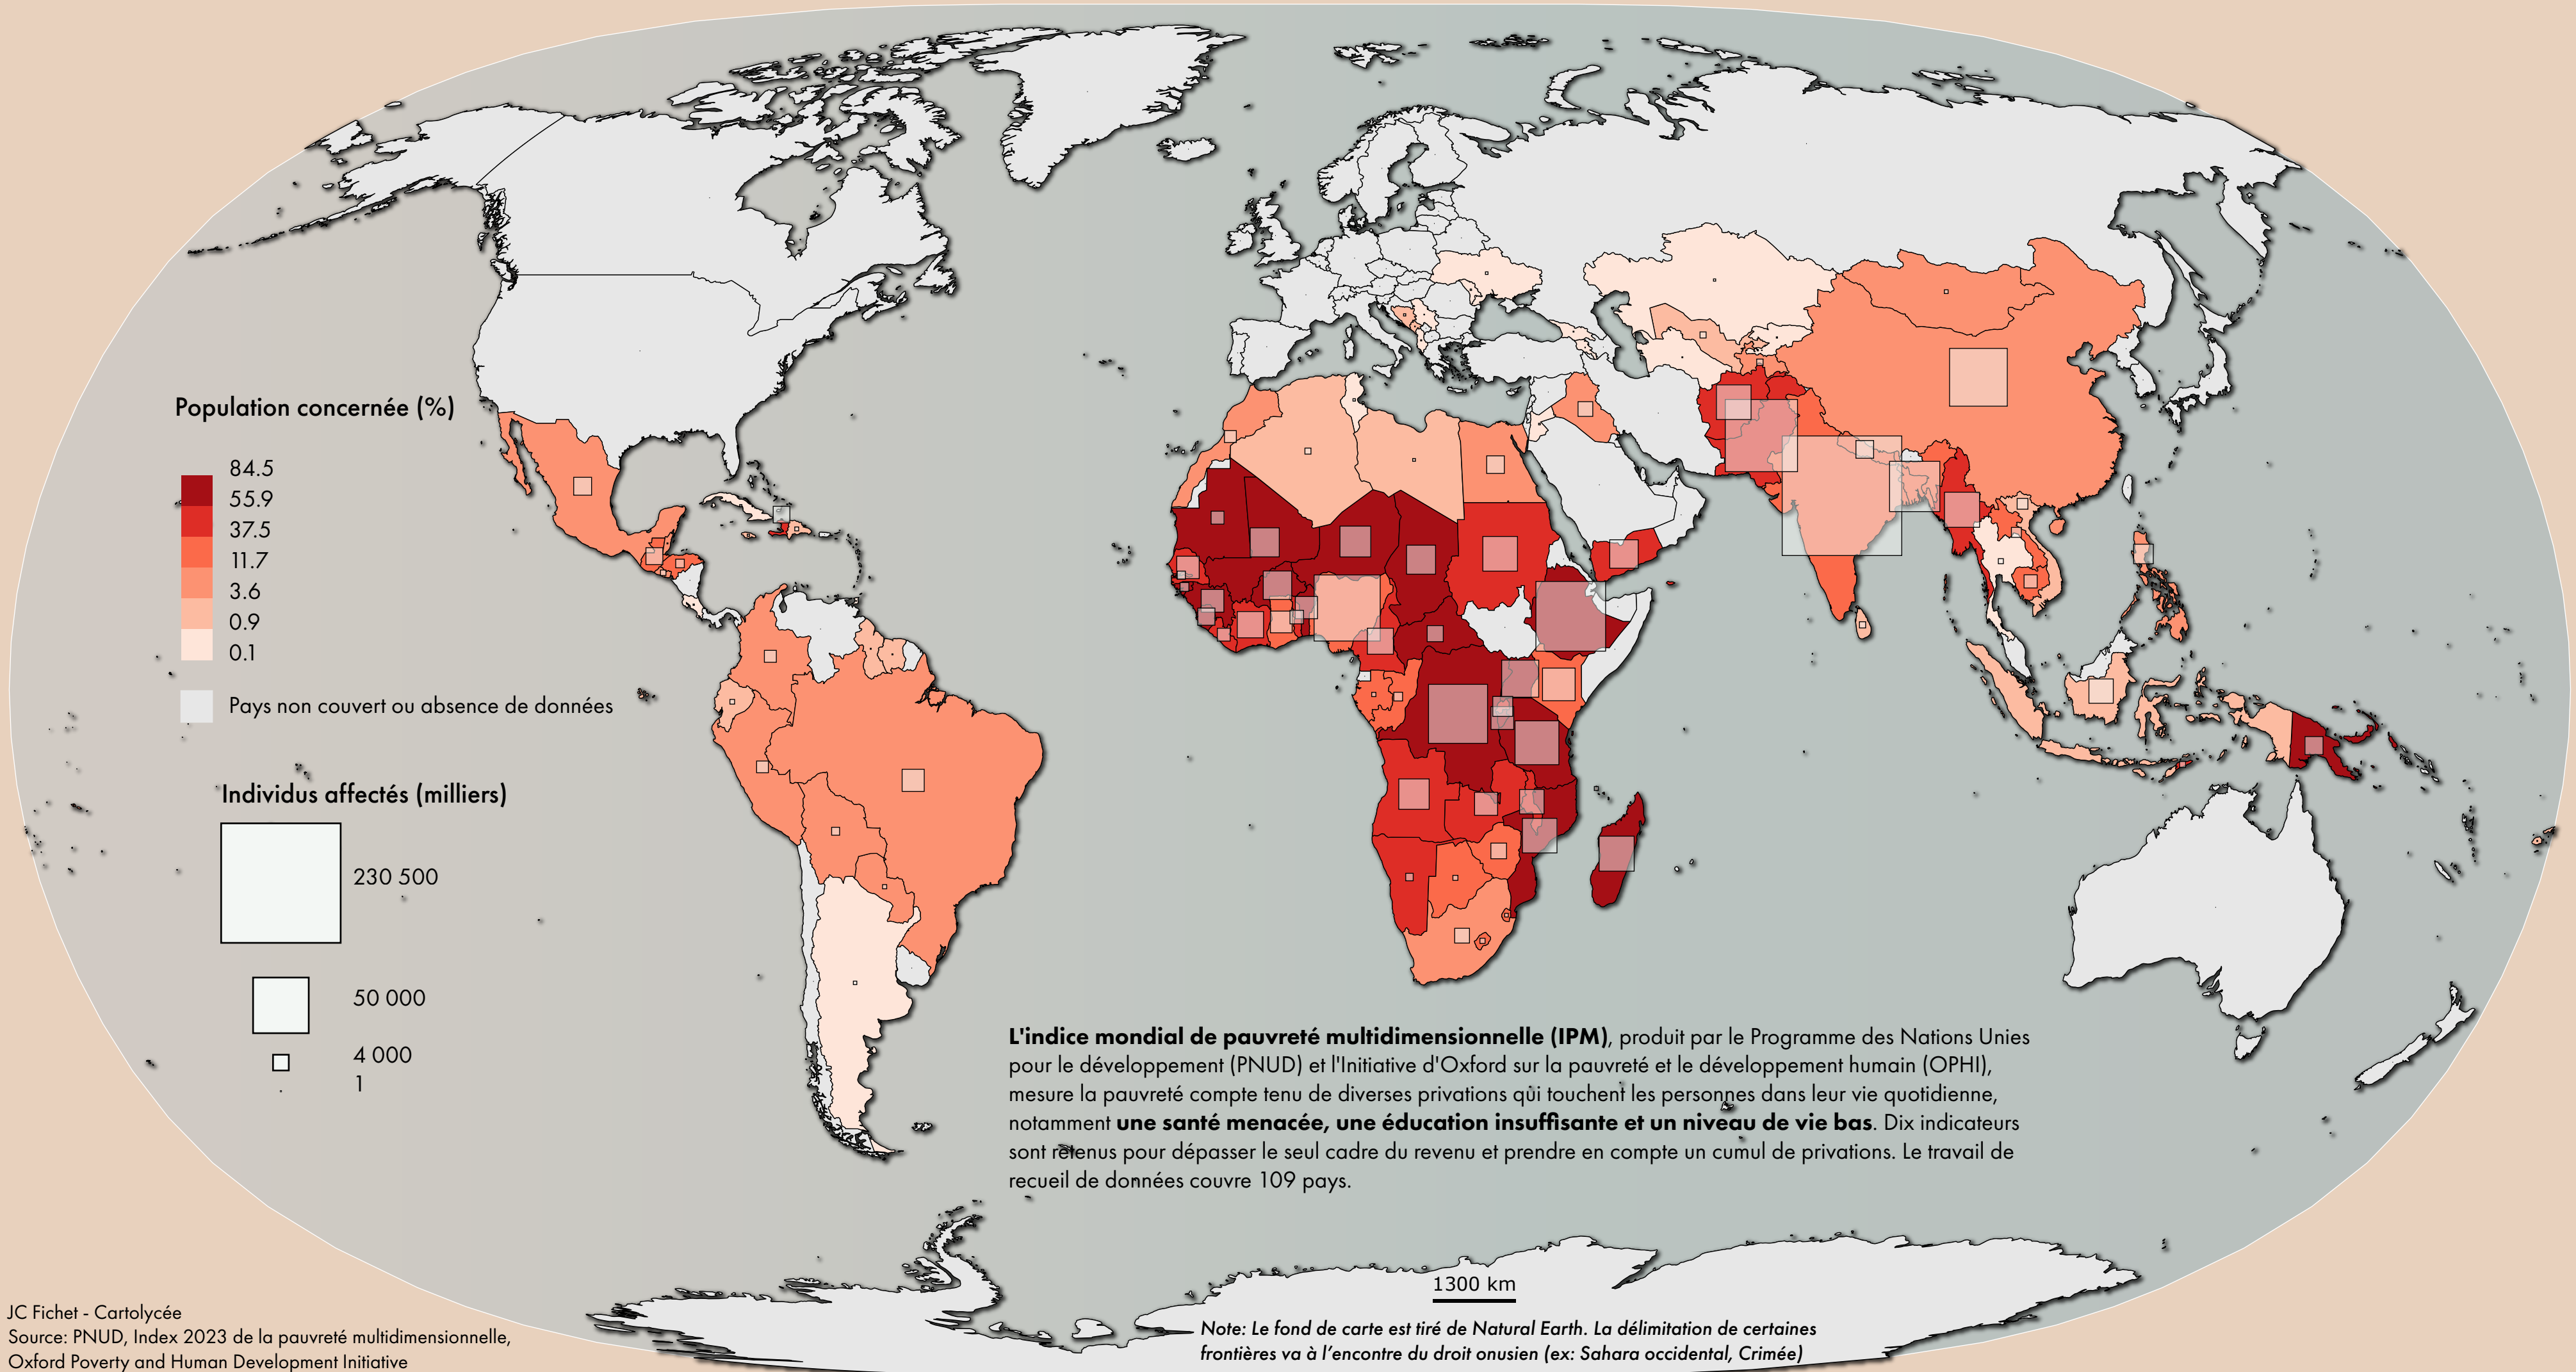 Population concernée (%)
84.5
55.9
37.5
11.7
3.6
0.9
0.1
Pays non couvert ou absence de données
Individus affectés (milliers)
230 500
50 000
4 000
1
L'indice mondial de pauvreté multidimensionnelle (IPM), produit par le Programme des Nations Unies
pour le développement (PNUD) et l'Initiative d'Oxford sur la pauvreté et le développement humain (OPHI),
mesure la pauvreté compte tenu de diverses privations qui touchent les personnes dans leur vie quotidienne,
notamment une santé menacée, une éducation insuffisante et un niveau de vie bas. Dix indicateurs
sont retenus pour dépasser le seul cadre du revenu et prendre en compte un cumul de privations. Le travail de
recueil de données couvre 109 pays.
1300 km
Note: Le fond de carte est tiré de Natural Earth. La délimitation de certaines
frontières va à l'encontre du droit onusien (ex: Sahara occidental, Crimée)
JC Fichet - Cartolycée
Source: PNUD, Index 2023 de la pauvreté multidimensionnelle,
Oxford Poverty and Human Development Initiative